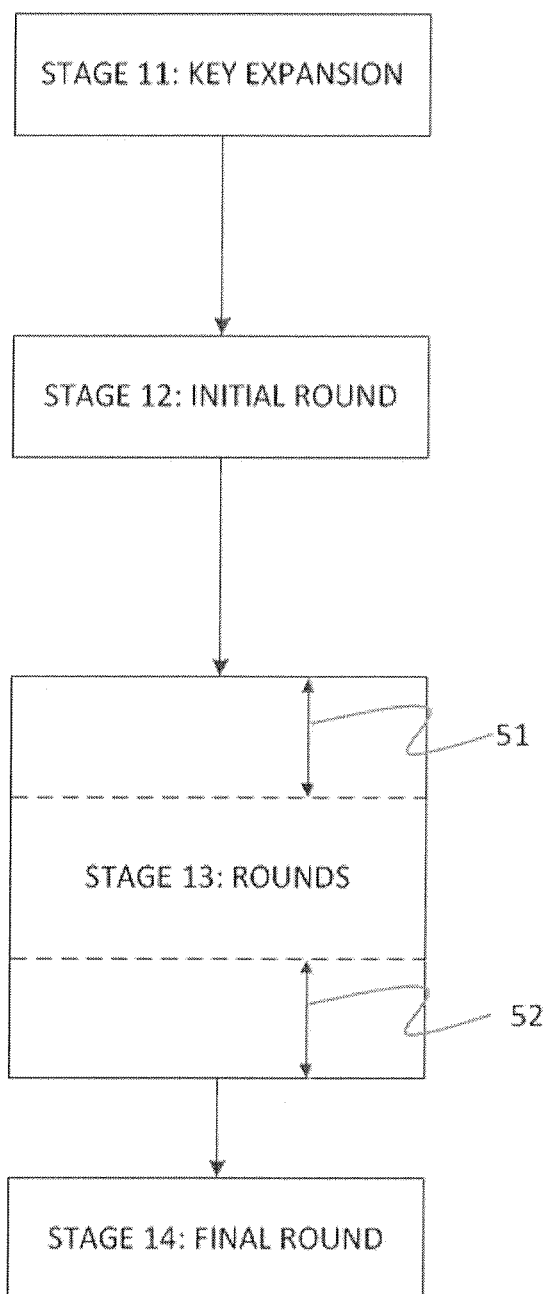 STAGE 11: KEY EXPANSION
STAGE 12: INITIAL ROUND
51
STAGE 13: ROUNDS
52
STAGE 14: FINAL ROUND